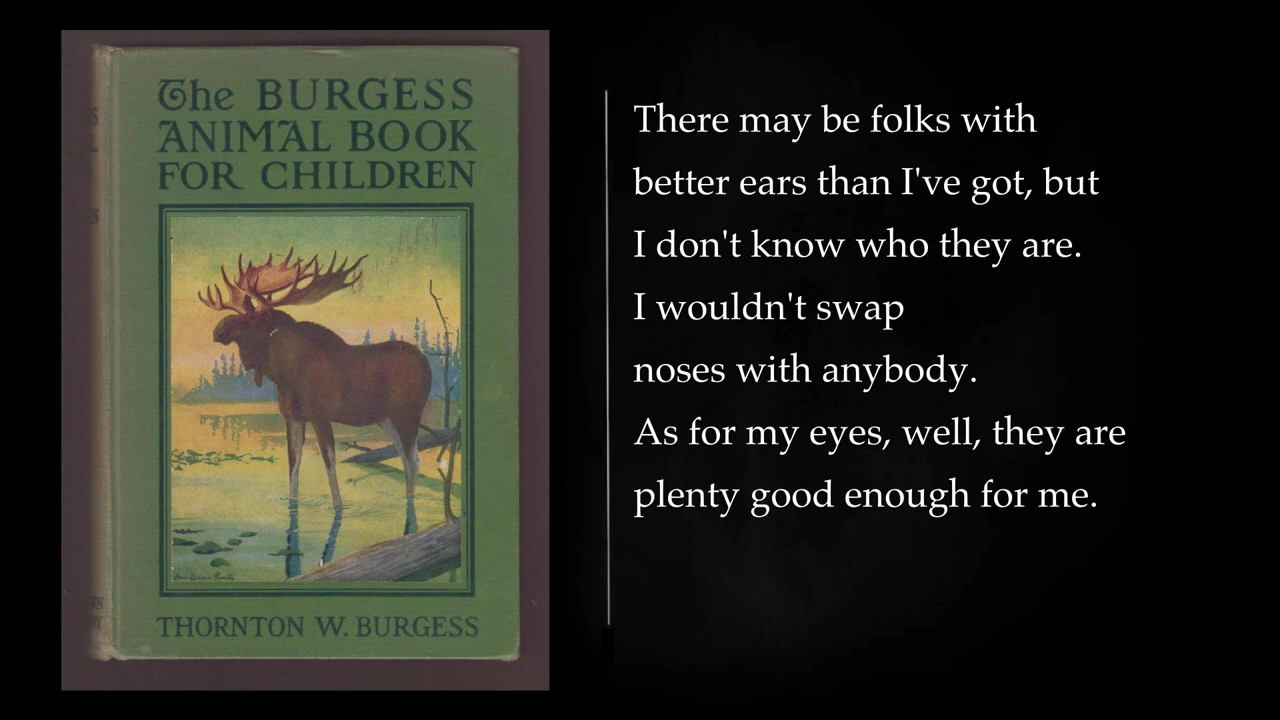 The BURGESS
ANIMAL BOOK
FOR CHILDREN
THORNTON W. BURGESS
There may be folks with
better ears than I've got, but
I don't know who they are.
I wouldn't swap
noses with anybody.
As for my eyes, well, they are
plenty good enough for me.